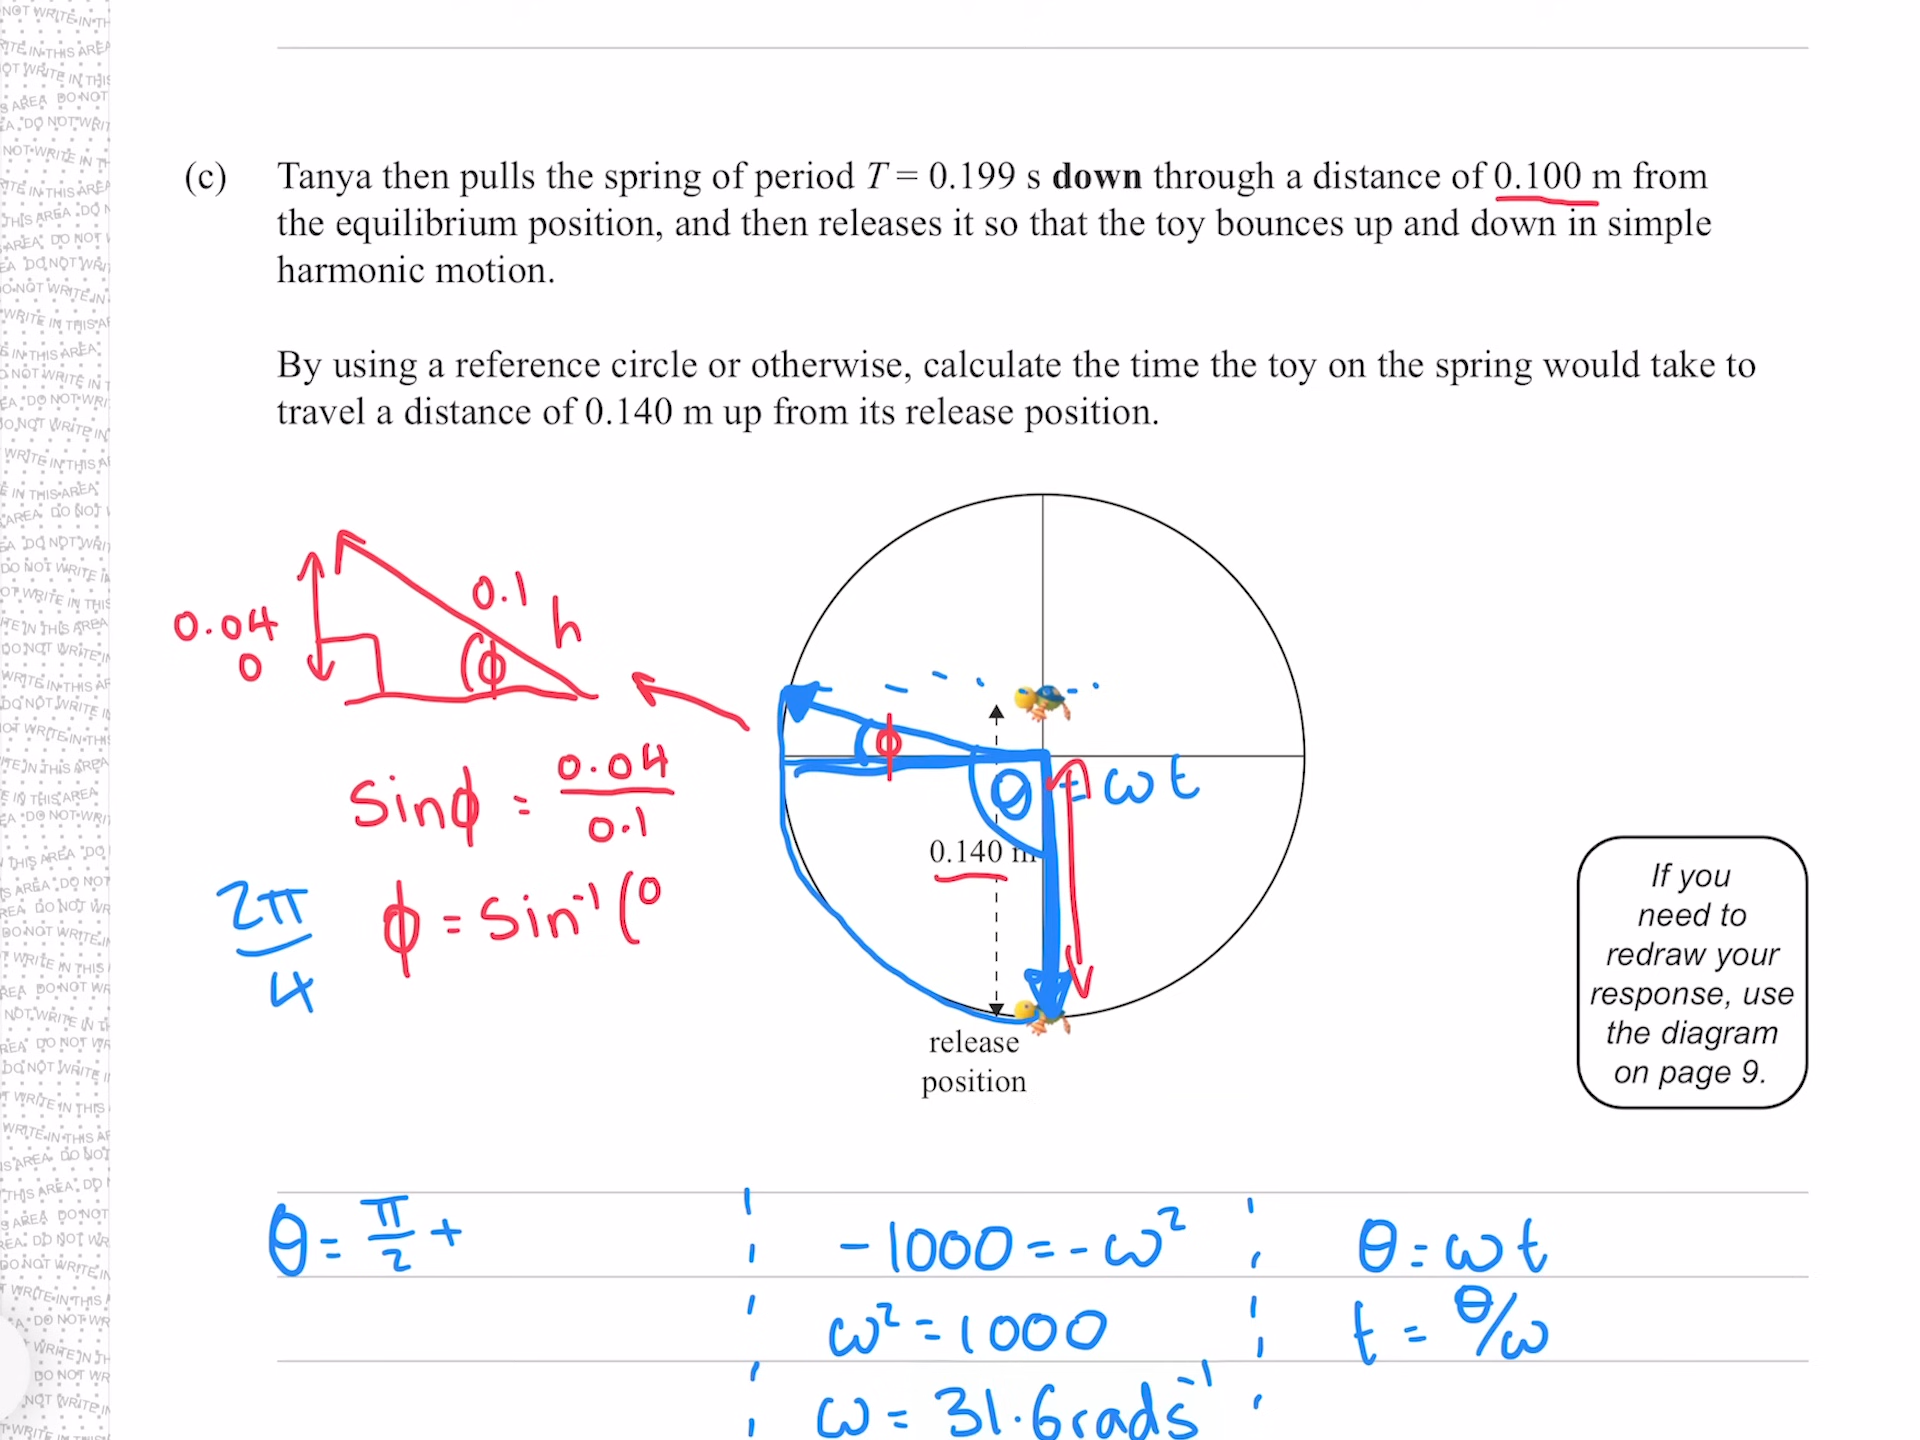 (c) Tanya then pulls the spring of period T = 0.199 s down through a distance of 0.100 m from
the equilibrium position, and then releases it so that the toy bounces up and down in simple
harmonic motion.
By using a reference circle or otherwise, calculate the time the toy on the spring would take to
travel a distance of 0.140 m up from its release position.
0.1
h
0.04
o
ϕ
sinϕ = 0.04/0.1
2π/4
ϕ = sin⁻¹(0
ϕ
θ = ωt
0.140 m
release
position
If you
need to
redraw your
response, use
the diagram
on page 9.
θ = π/2 +
-1000 = -ω²
ω² = 1000
ω = 31.6 rads⁻¹
θ = ωt
t = θ/ω